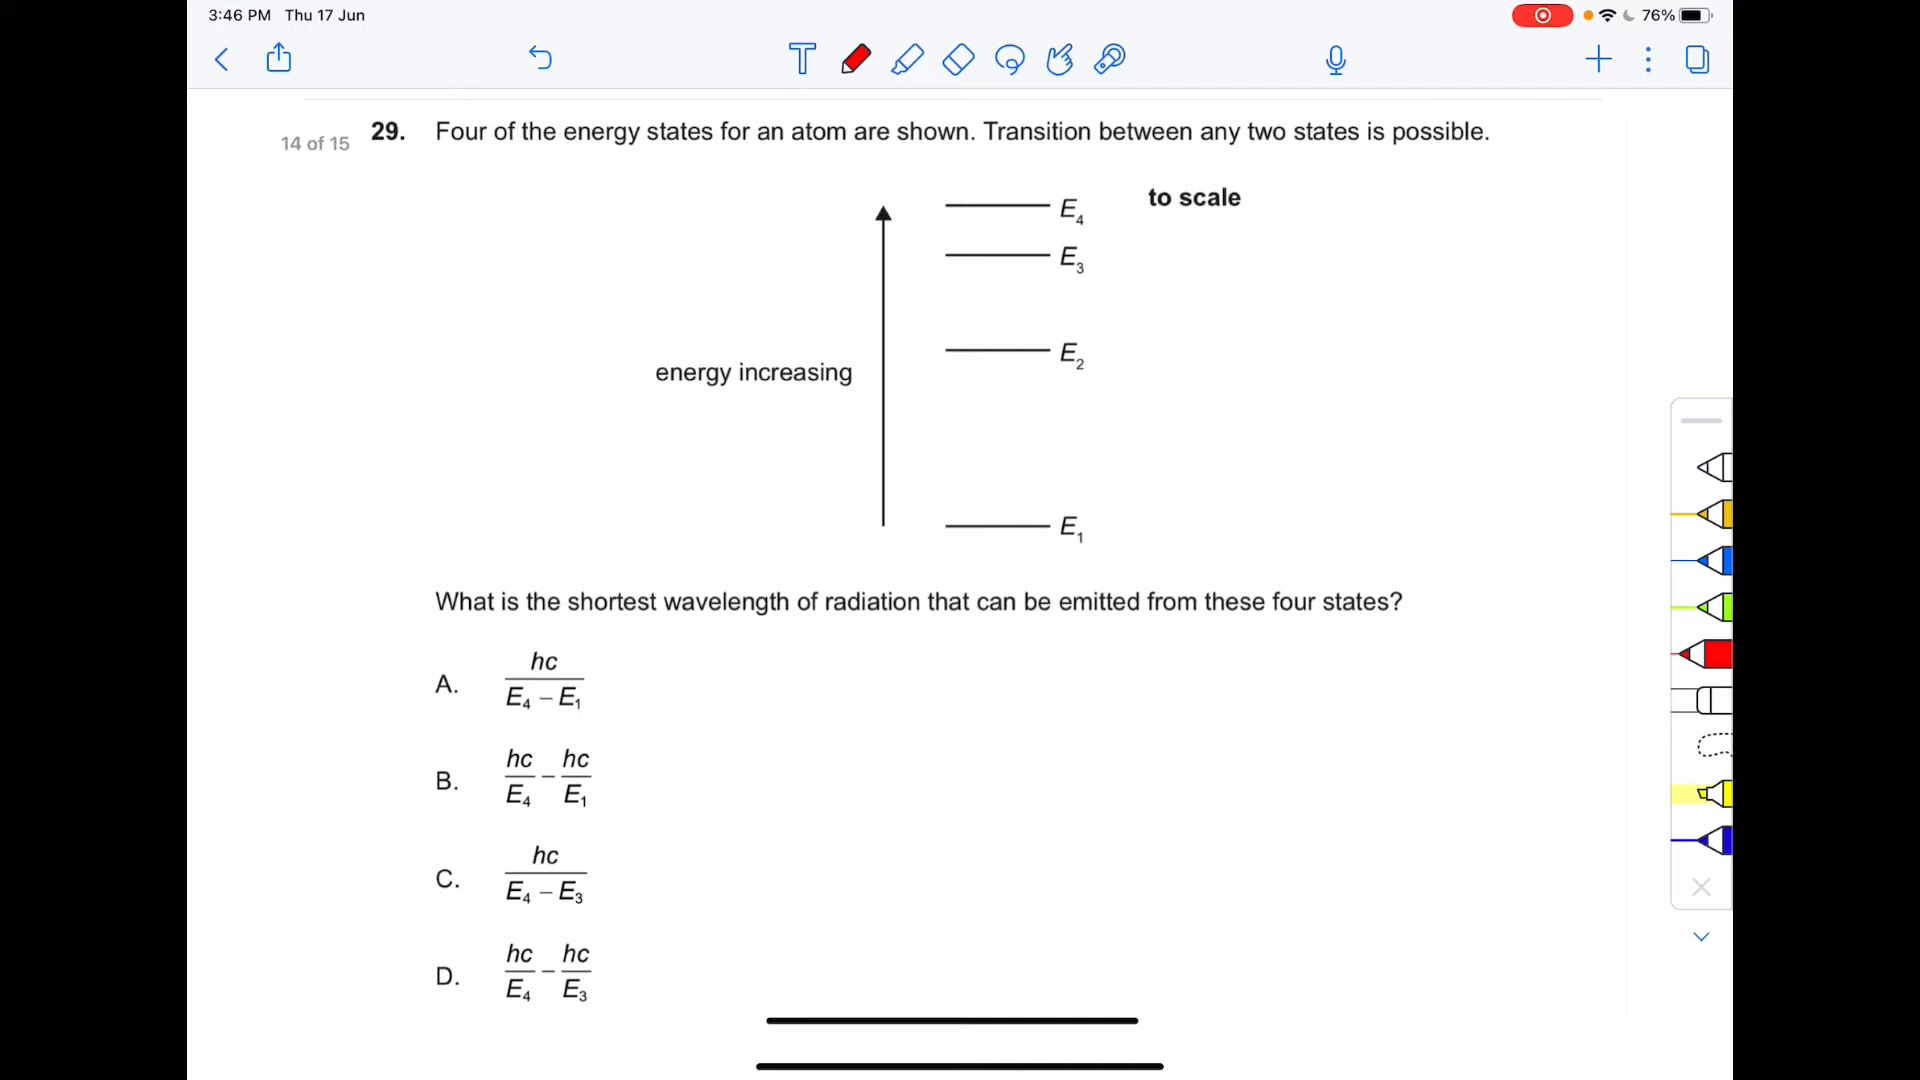 3:46 PM Thu 17 Jun
76%
T
14 of 15
29. Four of the energy states for an atom are shown. Transition between any two states is possible.
to scale
E4
E3
E2
energy increasing
E1
What is the shortest wavelength of radiation that can be emitted from these four states?
A. hc / E4 – E1
B. hc / E4 – hc / E1
C. hc / E4 – E3
D. hc / E4 – hc / E3